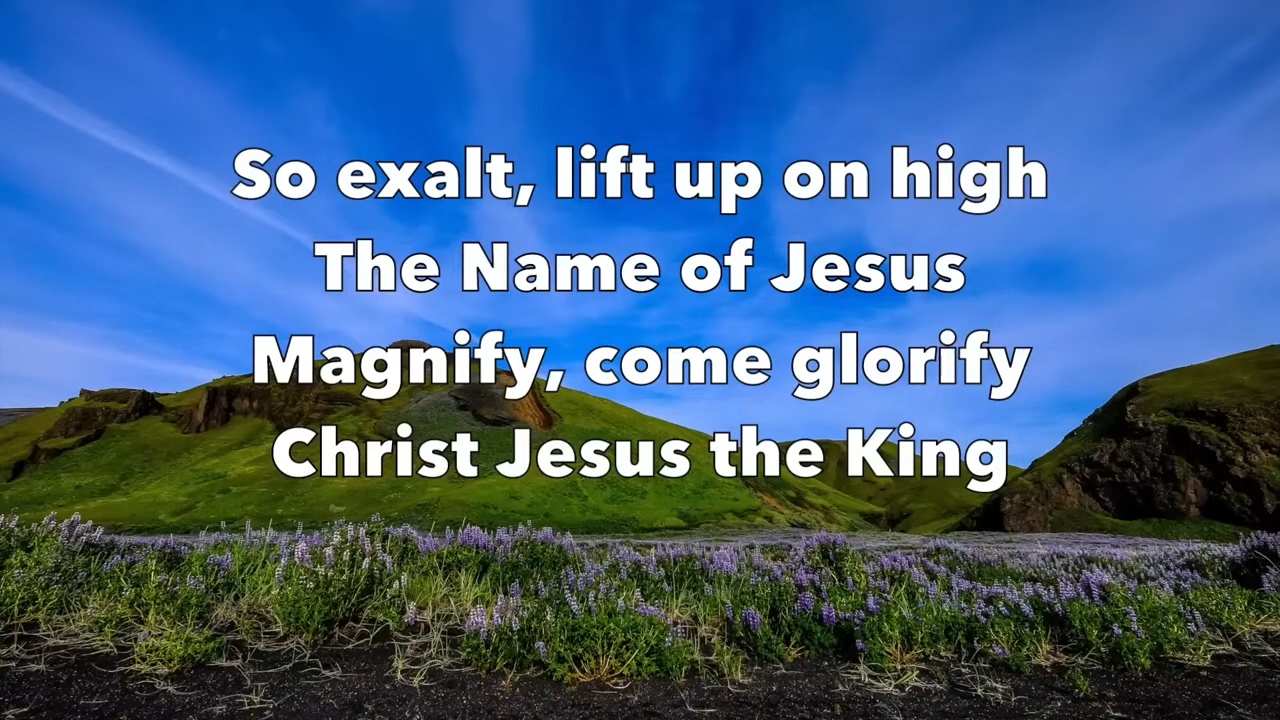 So exalt, lift up on high
The Name of Jesus
Magnify, come glorify
Christ Jesus the King